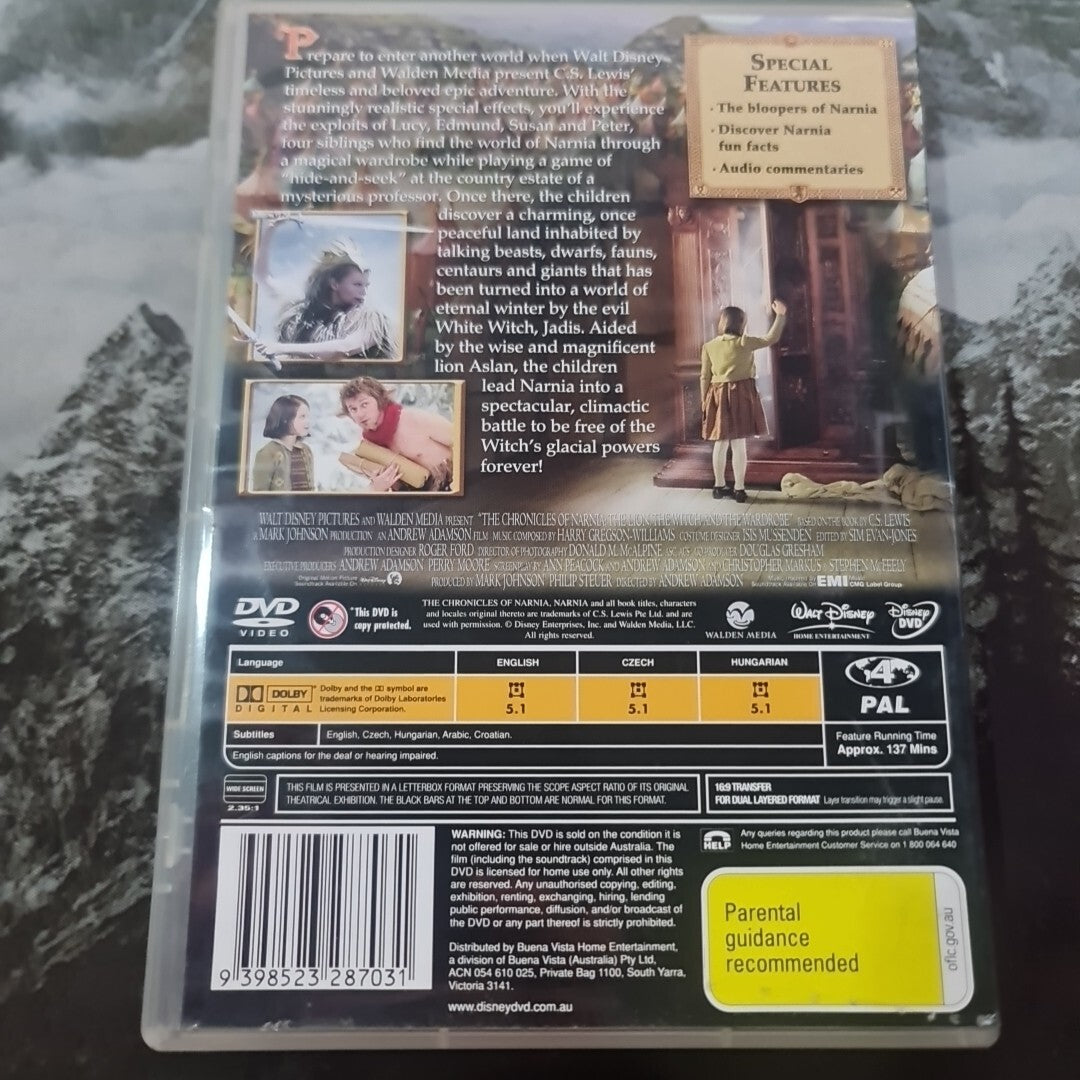 Prepare to enter another world when Walt Disney
Pictures and Walden Media present C.S. Lewis'
timeless and beloved epic adventure. With the
stunningly realistic special effects, you'll experience
the exploits of Lucy, Edmund, Susan and Peter,
four siblings who find the world of Narnia through
a magical wardrobe while playing a game of
"hide-and-seek" at the country estate of a
mysterious professor. Once there, the children
discover a charming, once
peaceful land inhabited by
talking beasts, dwarfs, fauns,
centaurs and giants that has
been turned into a world of
eternal winter by the evil
White Witch, Jadis. Aided
by the wise and magnificent
lion Aslan, the children
lead Narnia into a
spectacular, climactic
battle to be free of the
Witch's glacial powers
forever!
SPECIAL
FEATURES
· The bloopers of Narnia
· Discover Narnia
fun facts
· Audio commentaries
WALT DISNEY PICTURES AND WALDEN MEDIA PRESENT "THE CHRONICLES OF NARNIA: THE LION, THE WITCH AND THE WARDROBE" BASED ON THE BOOK BY C.S. LEWIS
A MARK JOHNSON PRODUCTION AN ANDREW ADAMSON FILM MUSIC COMPOSED BY HARRY GREGSON-WILLIAMS COSTUME DESIGNER ISIS MUSSENDEN EDITED BY SIM EVAN-JONES
PRODUCTION DESIGNER ROGER FORD DIRECTOR OF PHOTOGRAPHY DONALD M. McALPINE, ASC, ACS CO-PRODUCER DOUGLAS GRESHAM
EXECUTIVE PRODUCERS ANDREW ADAMSON PERRY MOORE SCREENPLAY BY ANN PEACOCK AND ANDREW ADAMSON AND CHRISTOPHER MARKUS & STEPHEN McFEELY
Original Motion Picture
Soundtrack Available On Walt Disney Records
PRODUCED BY MARK JOHNSON PHILIP STEUER DIRECTED BY ANDREW ADAMSON
Music Inspired by
Soundtrack Available On EMI Music CMG Label Group
DVD
VIDEO
*This DVD is
copy protected.
THE CHRONICLES OF NARNIA, NARNIA and all book titles, characters
and locales original thereto are trademarks of C.S. Lewis Pte Ltd. and are
used with permission. © Disney Enterprises, Inc. and Walden Media, LLC.
All rights reserved.
WALDEN MEDIA
WALT DISNEY
HOME ENTERTAINMENT
Disney
DVD
Language
ENGLISH
CZECH
HUNGARIAN
DOLBY
DIGITAL
Dolby and the DD symbol are
trademarks of Dolby Laboratories
Licensing Corporation.
5.1
5.1
5.1
4
PAL
Subtitles
English, Czech, Hungarian, Arabic, Croatian.
English captions for the deaf or hearing impaired.
Feature Running Time
Approx. 137 Mins
WIDE SCREEN
2.35:1
THIS FILM IS PRESENTED IN A LETTERBOX FORMAT PRESERVING THE SCOPE ASPECT RATIO OF ITS ORIGINAL
THEATRICAL EXHIBITION. THE BLACK BARS AT THE TOP AND BOTTOM ARE NORMAL FOR THIS FORMAT.
16:9 TRANSFER
FOR DUAL LAYERED FORMAT Layer transition may trigger a slight pause.
WARNING: This DVD is sold on the condition it is
not offered for sale or hire outside Australia. The
film (including the soundtrack) comprised in this
DVD is licensed for home use only. All other rights
are reserved. Any unauthorised copying, editing,
exhibition, renting, exchanging, hiring, lending
public performance, diffusion, and/or broadcast of
the DVD or any part thereof is strictly prohibited.
Distributed by Buena Vista Home Entertainment,
a division of Buena Vista (Australia) Pty Ltd,
ACN 054 610 025, Private Bag 1100, South Yarra,
Victoria 3141.
www.disneydvd.com.au
HELP
Any queries regarding this product please call Buena Vista
Home Entertainment Customer Service on 1 800 064 640
Parental
guidance
recommended
oflc.gov.au
9 398523 287031